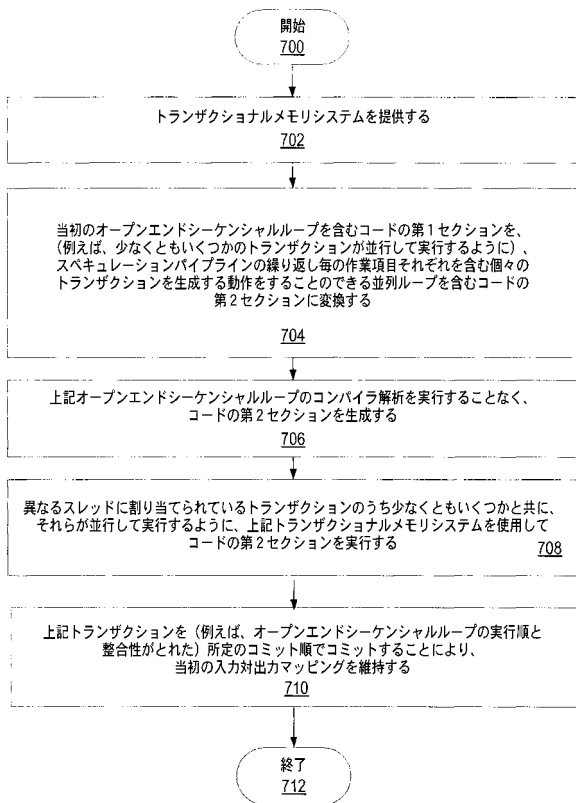 開始
700
トランザクショナルメモリシステムを提供する
702
当初のオープンエンドシーケンシャルループを含むコードの第1セクションを、
(例えば、少なくともいくつかのトランザクションが並行して実行するように)、
スペキュレーションパイプラインの繰り返し毎の作業項目それぞれを含む個々の
トランザクションを生成する動作をすることのできる並列ループを含むコードの
第2セクションに変換する
704
上記オープンエンドシーケンシャルループのコンパイラ解析を実行することなく、
コードの第2セクションを生成する
706
異なるスレッドに割り当てられているトランザクションのうち少なくともいくつかと共に、
それらが並行して実行するように、上記トランザクショナルメモリシステムを使用して
コードの第2セクションを実行する 708
上記トランザクションを(例えば、オープンエンドシーケンシャルループの実行順と
整合性がとれた)所定のコミット順でコミットすることにより、
当初の入力対出力マッピングを維持する
710
終了
712